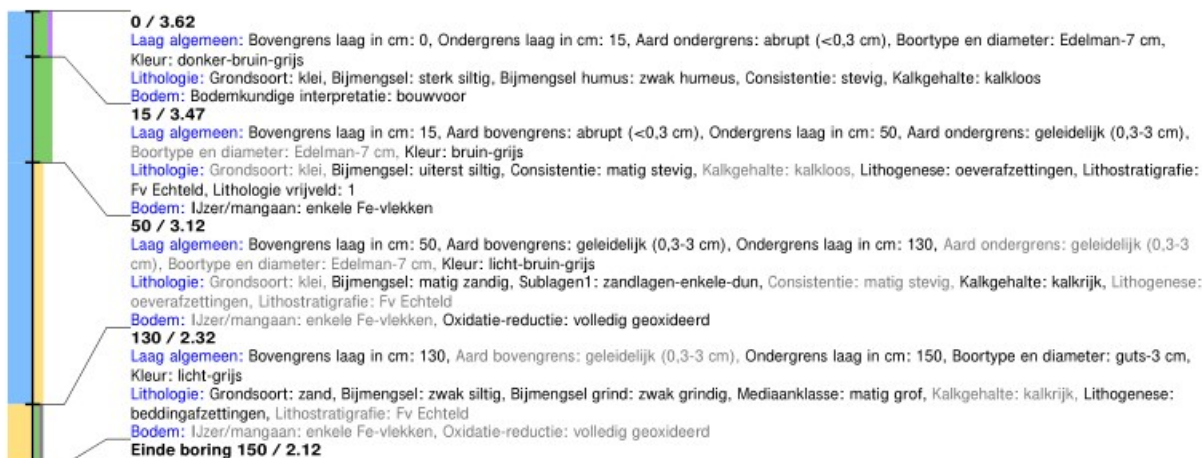 0 / 3.62
Laag algemeen: Bovengrens laag in cm: 0, Ondergrens laag in cm: 15, Aard ondergrens: abrupt (<0,3 cm), Boortype en diameter: Edelman-7 cm,
Kleur: donker-bruin-grijs
Lithologie: Grondsoort: klei, Bijmengsel: sterk siltig, Bijmengsel humus: zwak humeus, Consistentie: stevig, Kalkgehalte: kalkloos
Bodem: Bodemkundige interpretatie: bouwvoor
15 / 3.47
Laag algemeen: Bovengrens laag in cm: 15, Aard bovengrens: abrupt (<0,3 cm), Ondergrens laag in cm: 50, Aard ondergrens: geleidelijk (0,3-3 cm),
Boortype en diameter: Edelman-7 cm, Kleur: bruin-grijs
Lithologie: Grondsoort: klei, Bijmengsel: uiterst siltig, Consistentie: matig stevig, Kalkgehalte: kalkloos, Lithogenese: oeverafzettingen, Lithostratigrafie:
Fv Echteld, Lithologie vrijveld: 1
Bodem: IJzer/mangaan: enkele Fe-vlekken
50 / 3.12
Laag algemeen: Bovengrens laag in cm: 50, Aard bovengrens: geleidelijk (0,3-3 cm), Ondergrens laag in cm: 130, Aard ondergrens: geleidelijk (0,3-3
cm), Boortype en diameter: Edelman-7 cm, Kleur: licht-bruin-grijs
Lithologie: Grondsoort: klei, Bijmengsel: matig zandig, Sublagen1: zandlagen-enkele-dun, Consistentie: matig stevig, Kalkgehalte: kalkrijk, Lithogenese:
oeverafzettingen, Lithostratigrafie: Fv Echteld
Bodem: IJzer/mangaan: enkele Fe-vlekken, Oxidatie-reductie: volledig geoxideerd
130 / 2.32
Laag algemeen: Bovengrens laag in cm: 130, Aard bovengrens: geleidelijk (0,3-3 cm), Ondergrens laag in cm: 150, Boortype en diameter: guts-3 cm,
Kleur: licht-grijs
Lithologie: Grondsoort: zand, Bijmengsel: zwak siltig, Bijmengsel grind: zwak grindig, Mediaanklasse: matig grof, Kalkgehalte: kalkrijk, Lithogenese:
beddingafzettingen, Lithostratigrafie: Fv Echteld
Bodem: IJzer/mangaan: enkele Fe-vlekken, Oxidatie-reductie: volledig geoxideerd
Einde boring 150 / 2.12